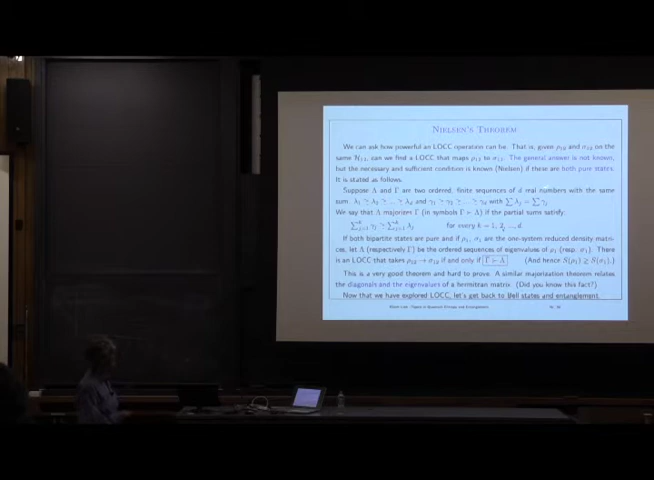 NIELSEN'S THEOREM
We can ask how powerful an LOCC operation can be. That is, given ρ₁₂ and σ₁₂ on the
same H₁₂, can we find a LOCC that maps ρ₁₂ to σ₁₂. The general answer is not known,
but the necessary and sufficient condition is known (Nielsen) if these are both pure states.
It is stated as follows.
Suppose Λ and Γ are two ordered, finite sequences of d real numbers with the same
sum. λ₁ ≥ λ₂ ≥ ... ≥ λ_d and γ₁ ≥ γ₂ ≥ ... ≥ γ_d with ∑ λ_j = ∑ γ_j
We say that Λ majorizes Γ (in symbols Γ ≻ Λ) if the partial sums satisfy:
∑ γ_j ≥ ∑ λ_j for every k = 1, 2, ..., d
If both bipartite states are pure and if ρ₁, σ₁ are the one-system reduced density matri-
ces, let Λ (respectively Γ) be the ordered sequences of eigenvalues of ρ₁ (resp. σ₁). There
is an LOCC that takes ρ₁₂ → σ₁₂ if and only if Γ ≻ Λ (And hence S(ρ₁) ≥ S(σ₁).)
This is a very good theorem and hard to prove. A similar majorization theorem relates
the diagonals and the eigenvalues of a hermitean matrix. (Did you know this fact?)
Now that we have explored LOCC, let's get back to Bell states and entanglement.